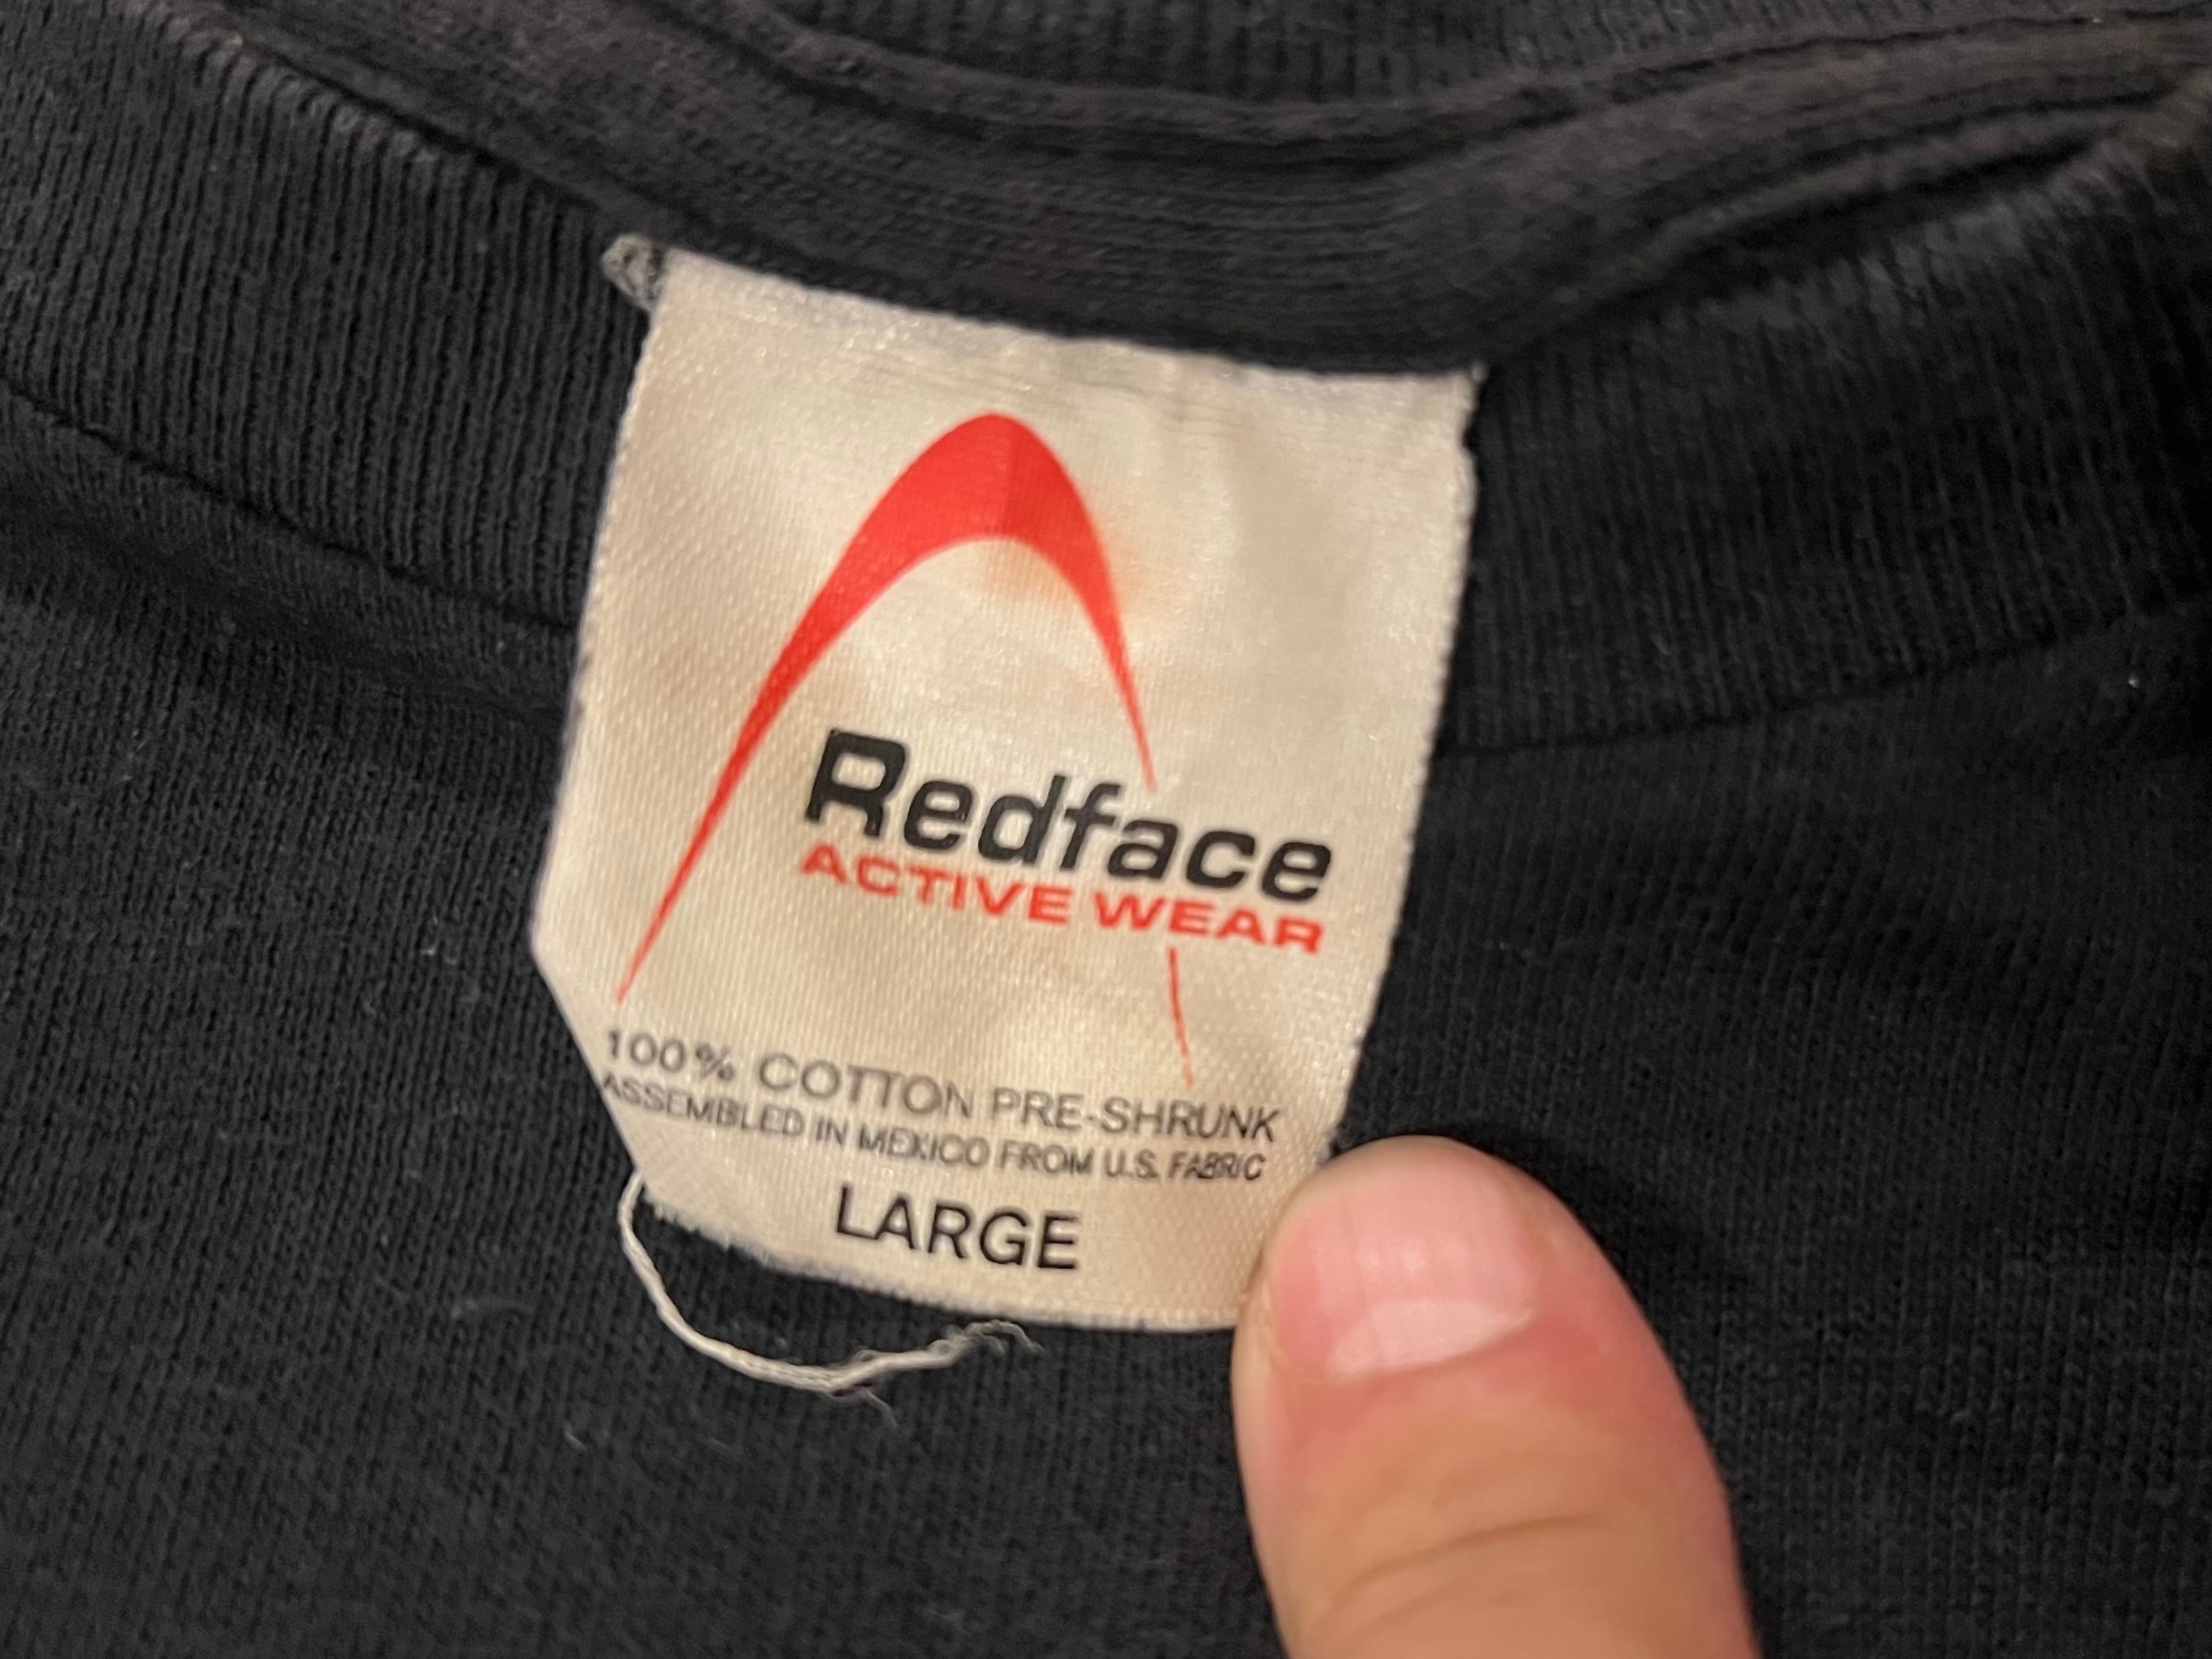 Redface
ACTIVE WEAR
100% COTTON PRE-SHRUNK
ASSEMBLED IN MEXICO FROM U.S. FABRIC
LARGE